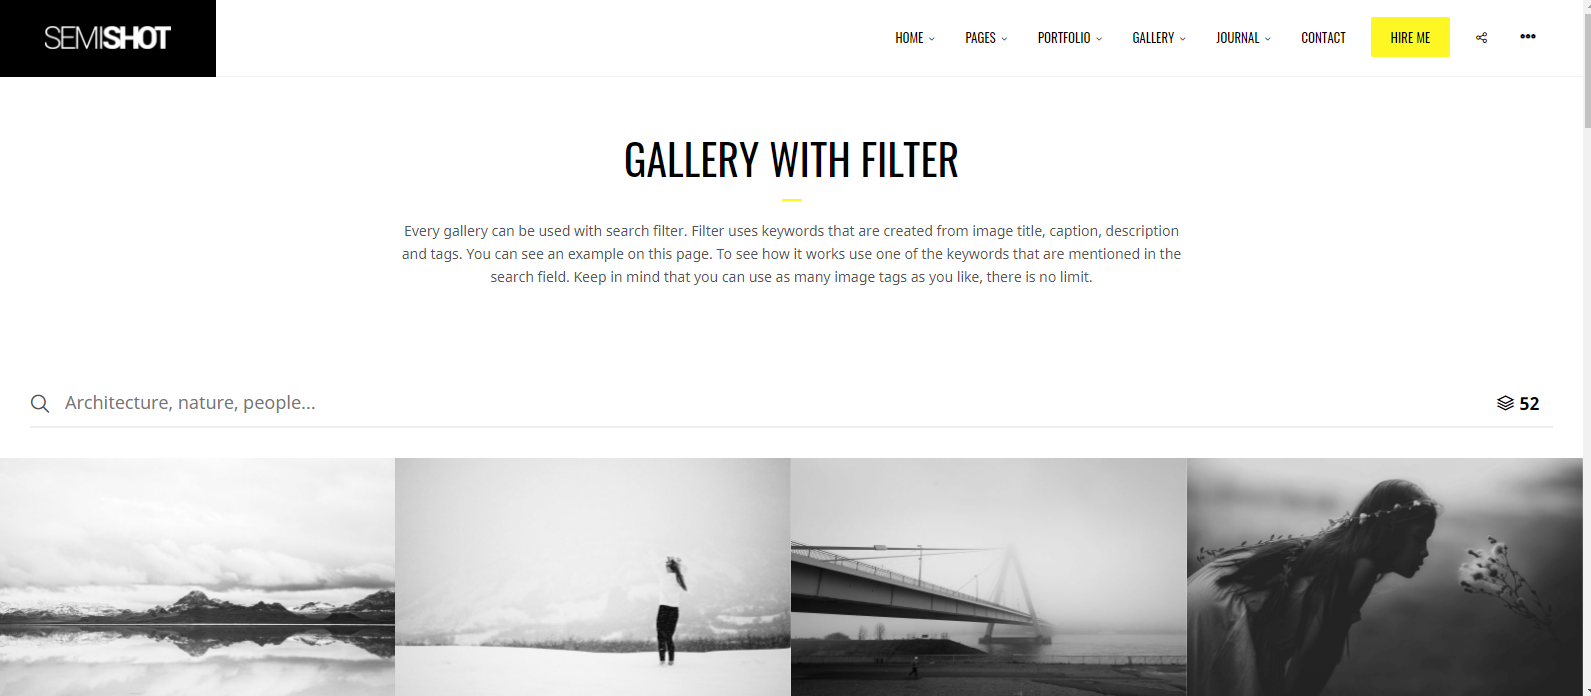 SEMISHOT
HOME PAGES PORTFOLIO GALLERY JOURNAL CONTACT HIRE ME
GALLERY WITH FILTER
Every gallery can be used with search filter. Filter uses keywords that are created from image title, caption, description
and tags. You can see an example on this page. To see how it works use one of the keywords that are mentioned in the
search field. Keep in mind that you can use as many image tags as you like, there is no limit.
Architecture, nature, people... 52